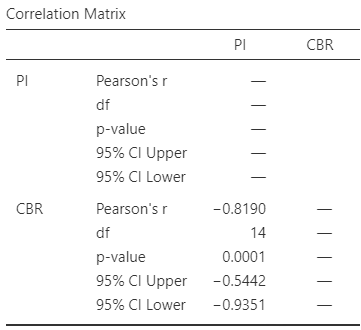 Correlation Matrix
PI CBR
PI Pearson's r —
df —
p-value —
95% CI Upper —
95% CI Lower —
CBR Pearson's r −0.8190 —
df 14 —
p-value 0.0001 —
95% CI Upper −0.5442 —
95% CI Lower −0.9351 —